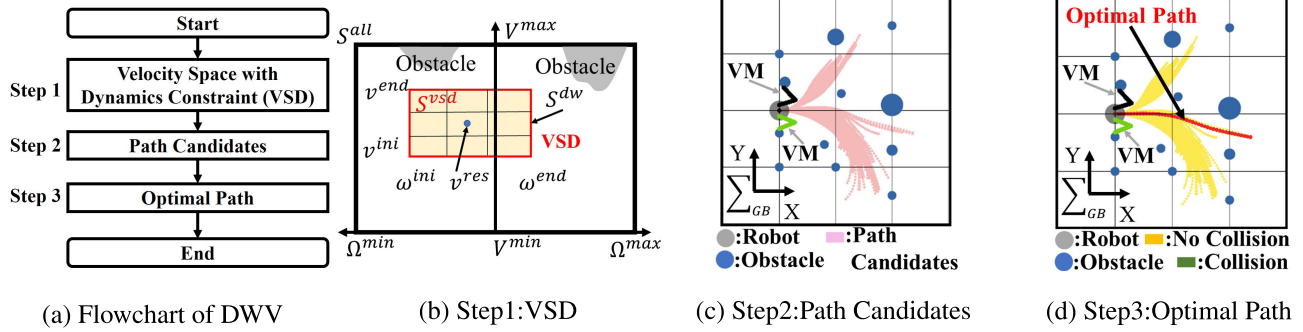 Start
Step 1
Velocity Space with
Dynamics Constraint (VSD)
Step 2
Path Candidates
Step 3
Optimal Path
End
(a) Flowchart of DWV
S^{all}
V^{max}
Obstacle
Obstacle
v^{end}
S^{vsd}
S^{dw}
VSD
v^{ini}
ω^{ini}
v^{res}
ω^{end}
Ω^{min}
V^{min}
Ω^{max}
(b) Step1:VSD
VM
VM
Y
X
∑_{GB}
:Robot
:Path
:Obstacle
Candidates
(c) Step2:Path Candidates
Optimal Path
VM
VM
Y
X
∑_{GB}
:Robot
:No Collision
:Obstacle
:Collision
(d) Step3:Optimal Path